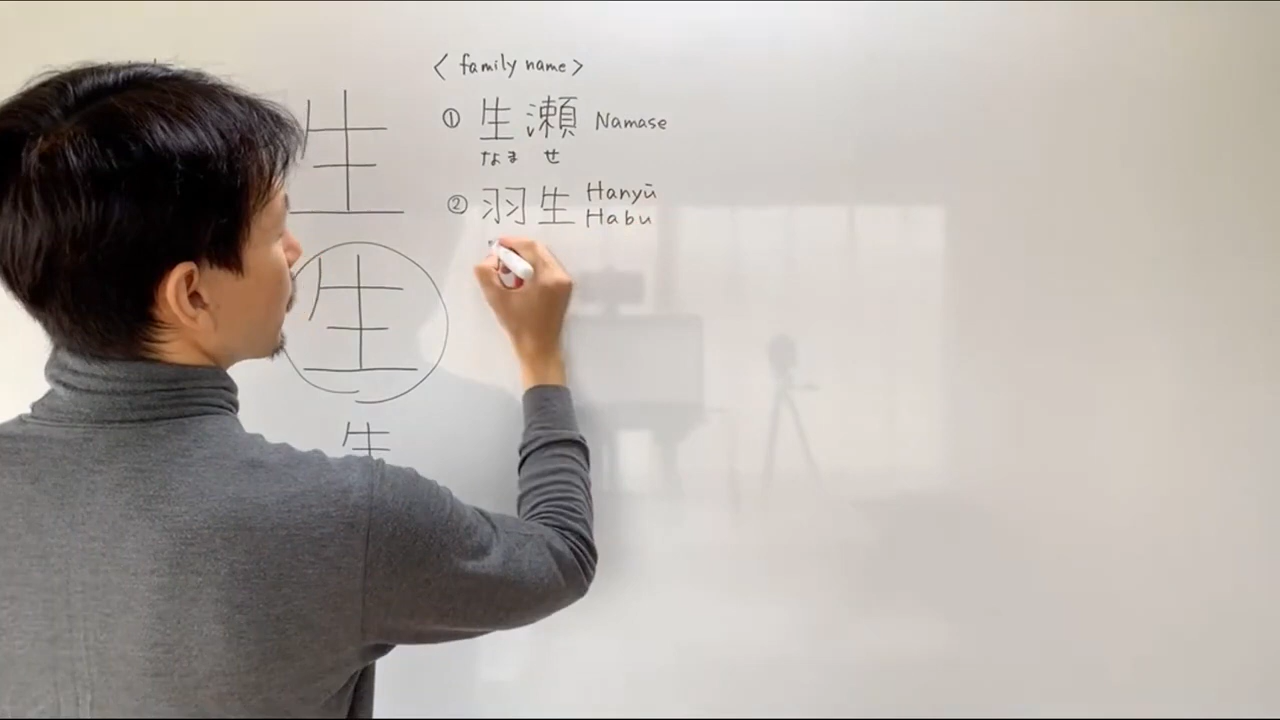 生
生
生
< family name >
① 生瀬 Namase
なませ
② 羽生 Hanyū
Habu